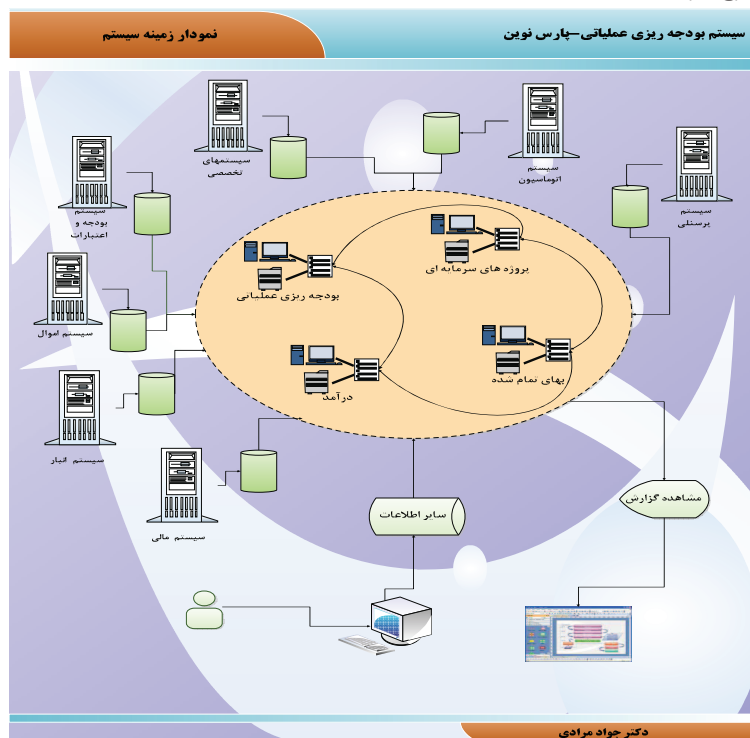 سیستم بودجه ریزی عملیاتی-پارس نوین
نمودار زمینه سیستم
سیستمهای
تخصصی
سیستم
اتوماسیون
سیستم
پرسنلی
سیستم
بودجه و
اعتبارات
پروژه های سرمایه ای
بودجه ریزی عملیاتی
سیستم اموال
بهای تمام شده
درآمد
سیستم انبار
سیستم مالی
سایر اطلاعات
مشاهده گزارش
دکتر جواد مرادی